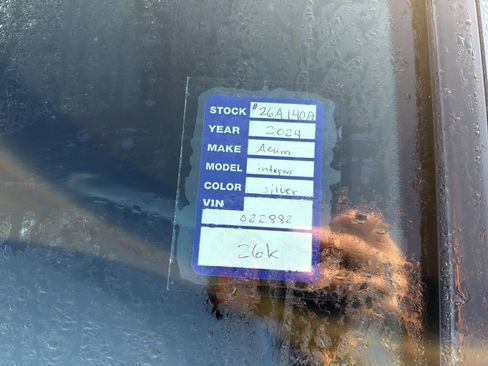 STOCK #26A140A
YEAR 2024
MAKE Acura
MODEL integra
COLOR silver
VIN
022882
26k